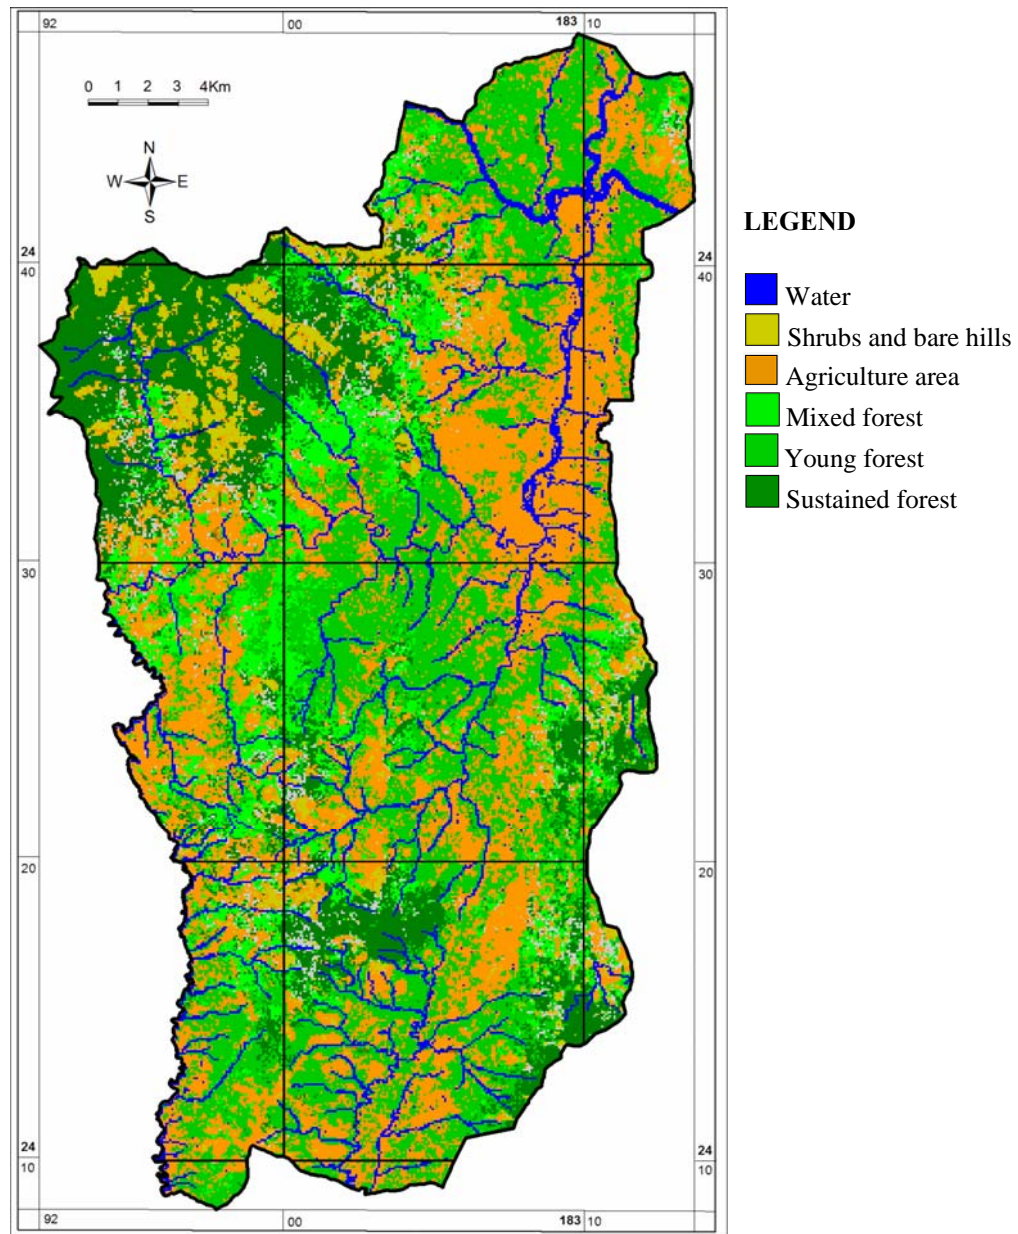 92 00 183 10
0 1 2 3 4Km
N
W E
S
LEGEND
24 24
40 40
Water
Shrubs and bare hills
Agriculture area
Mixed forest
Young forest
Sustained forest
30 30
20 20
24 24
10 10
92 00 183 10